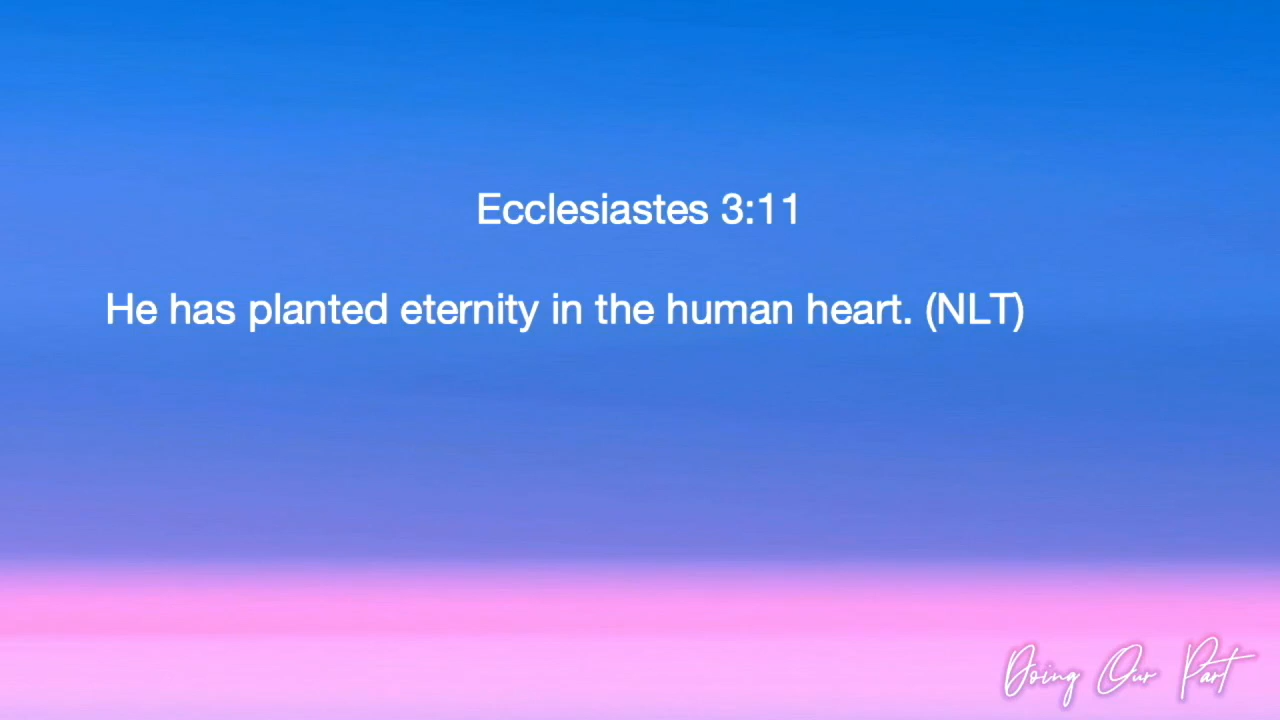 Ecclesiastes 3:11
He has planted eternity in the human heart. (NLT)
Doing Our Part